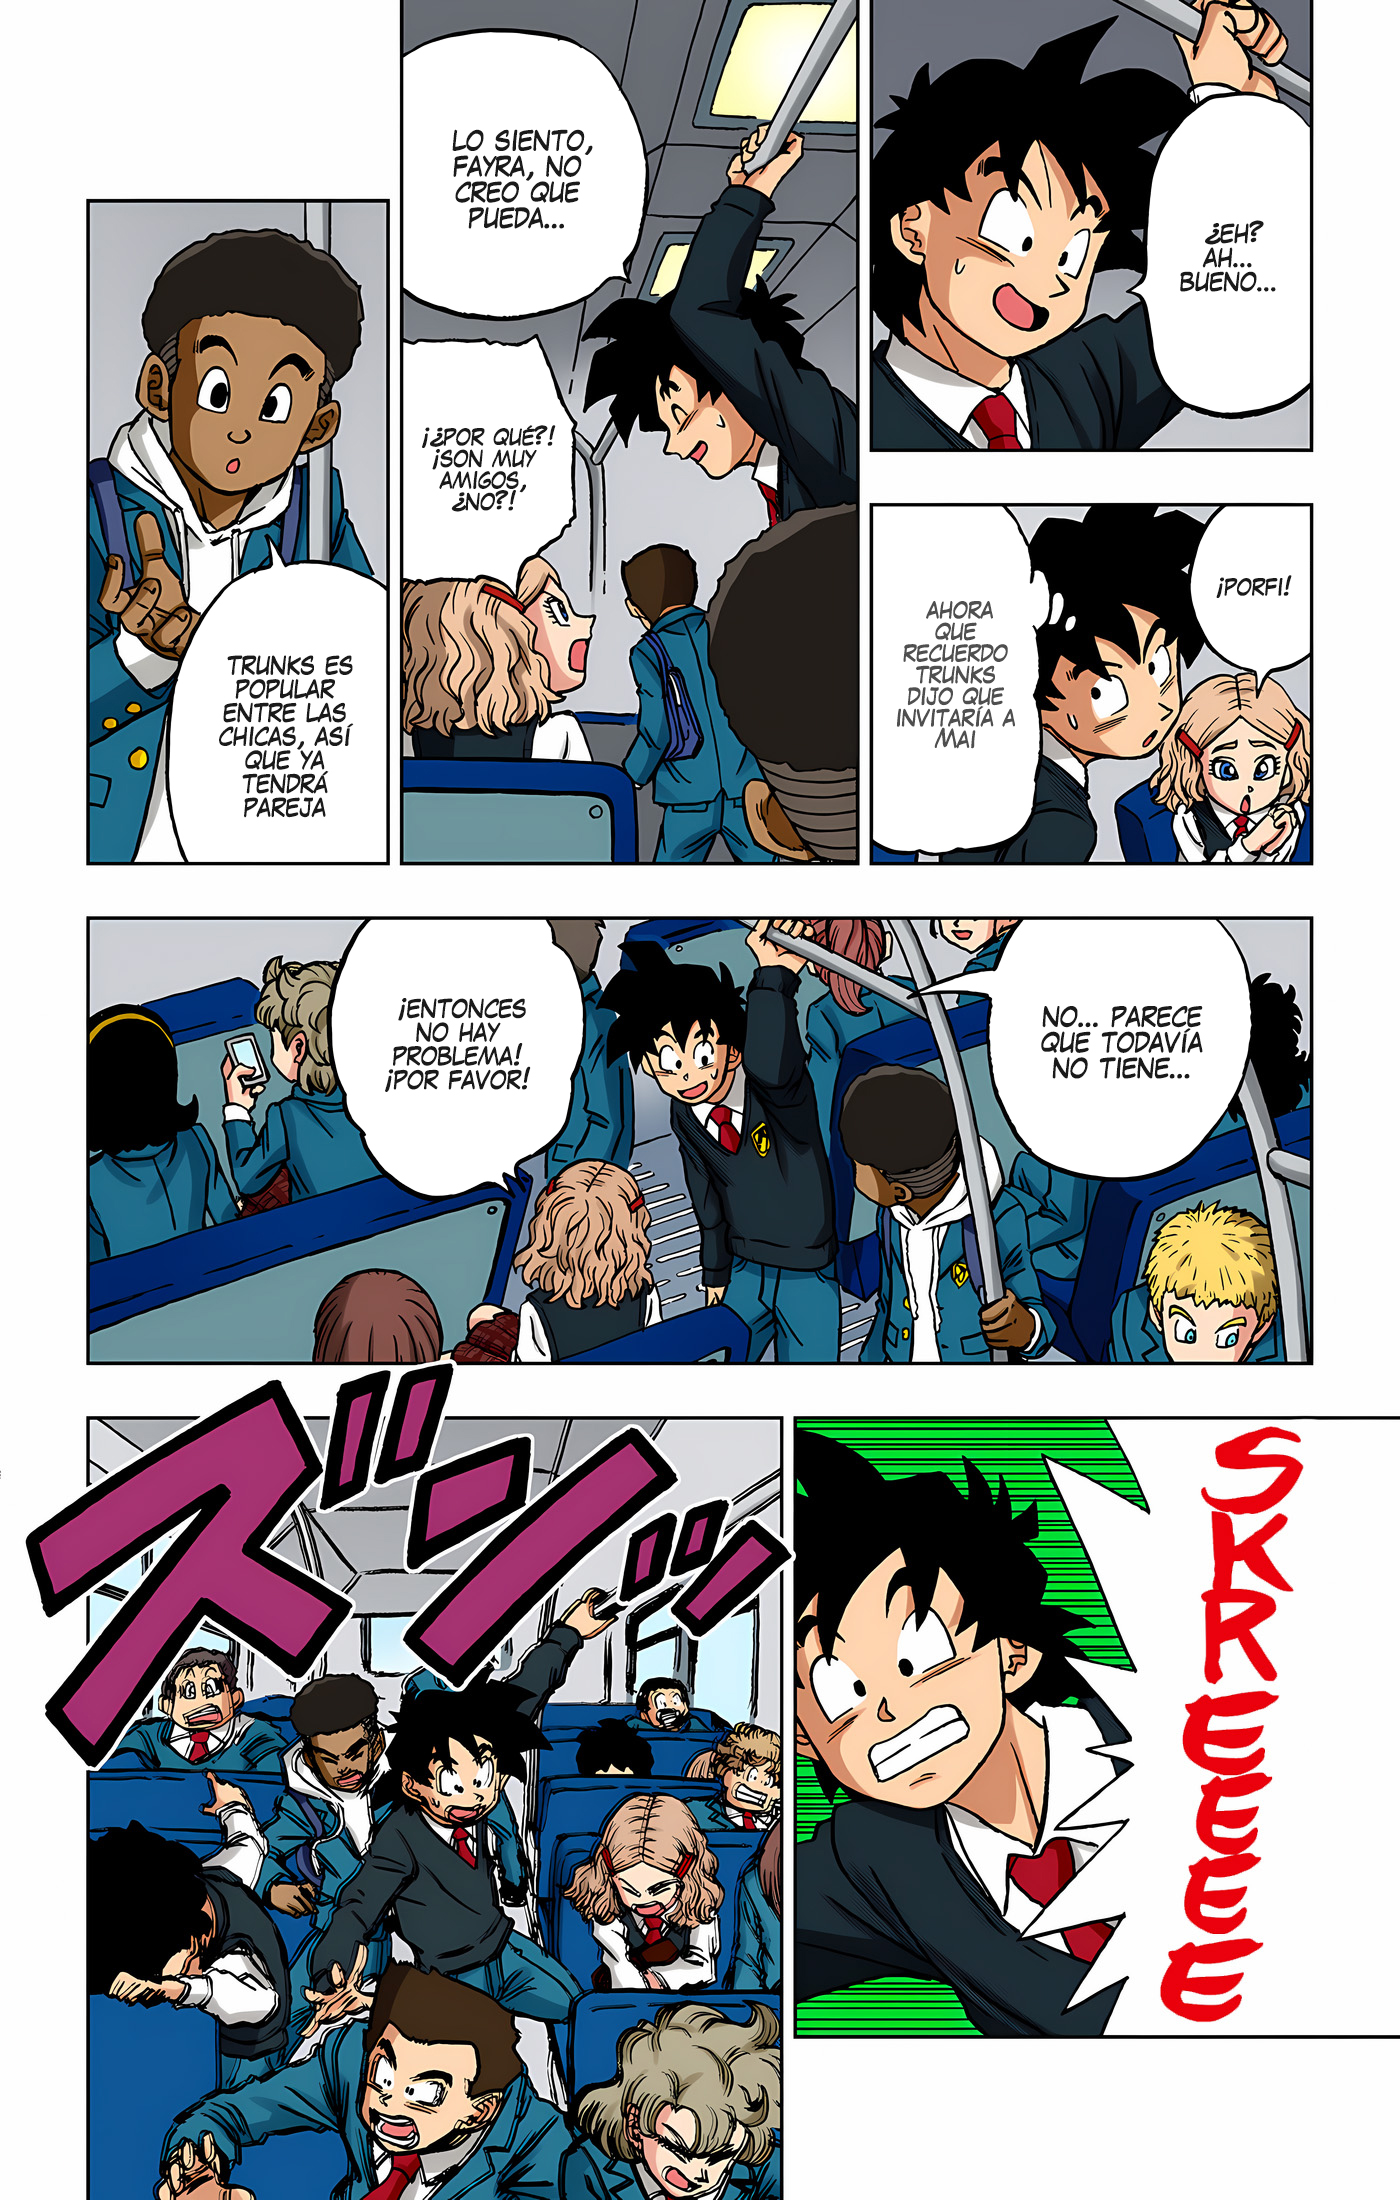 ¿EH?
AH...
BUENO...
LO SIENTO,
FAYRA, NO
CREO QUE
PUEDA...
¡¿POR QUÉ?!
¡SON MUY
AMIGOS,
¿NO?!
TRUNKS ES
POPULAR
ENTRE LAS
CHICAS, ASÍ
QUE YA
TENDRÁ
PAREJA
¡PORFI!
AHORA
QUE
RECUERDO
TRUNKS
DIJO QUE
INVITARÍA A
MAI
NO... PARECE
QUE TODAVÍA
NO TIENE...
¡ENTONCES
NO HAY
PROBLEMA!
¡POR FAVOR!
SKREEEEE
ズンッ